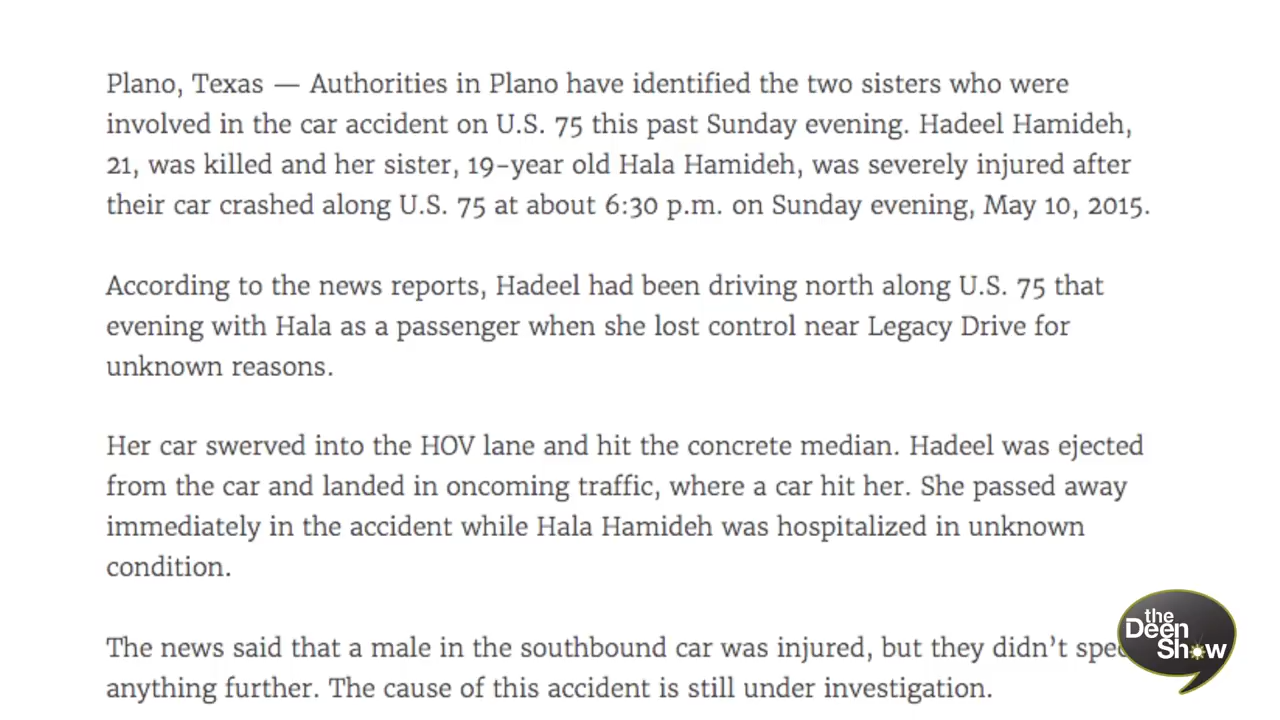 Plano, Texas — Authorities in Plano have identified the two sisters who were
involved in the car accident on U.S. 75 this past Sunday evening. Hadeel Hamideh,
21, was killed and her sister, 19-year old Hala Hamideh, was severely injured after
their car crashed along U.S. 75 at about 6:30 p.m. on Sunday evening, May 10, 2015.
According to the news reports, Hadeel had been driving north along U.S. 75 that
evening with Hala as a passenger when she lost control near Legacy Drive for
unknown reasons.
Her car swerved into the HOV lane and hit the concrete median. Hadeel was ejected
from the car and landed in oncoming traffic, where a car hit her. She passed away
immediately in the accident while Hala Hamideh was hospitalized in unknown
condition.
The news said that a male in the southbound car was injured, but they didn't
anything further. The cause of this accident is still under investigation.
the
Deen
Show